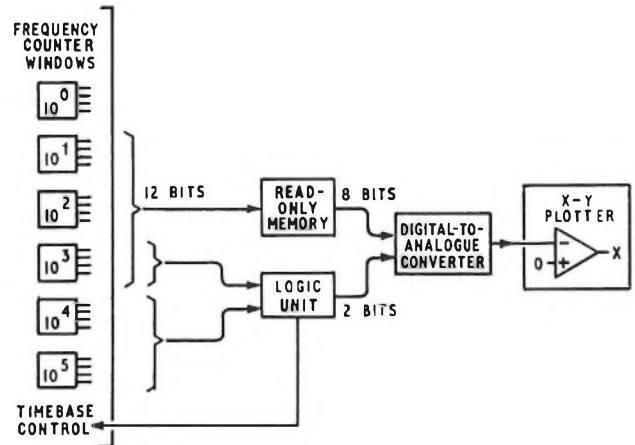 FREQUENCY
COUNTER
WINDOWS
10^0
10^1
10^2
10^3
10^4
10^5
TIMEBASE
CONTROL
12 BITS
READ-
ONLY
MEMORY
8 BITS
LOGIC
UNIT
2 BITS
DIGITAL-TO-
ANALOGUE
CONVERTER
X-Y
PLOTTER
-
0 +
X